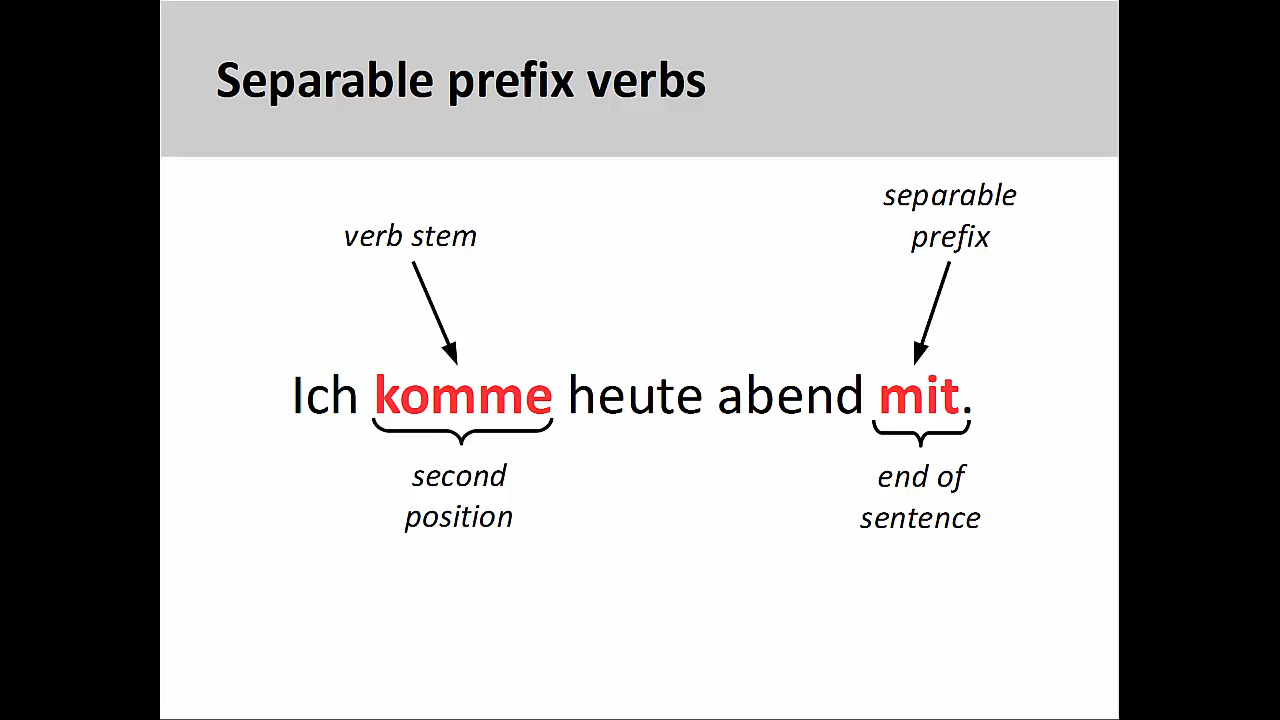 Separable prefix verbs
separable
prefix
verb stem
Ich komme heute abend mit.
second
position
end of
sentence